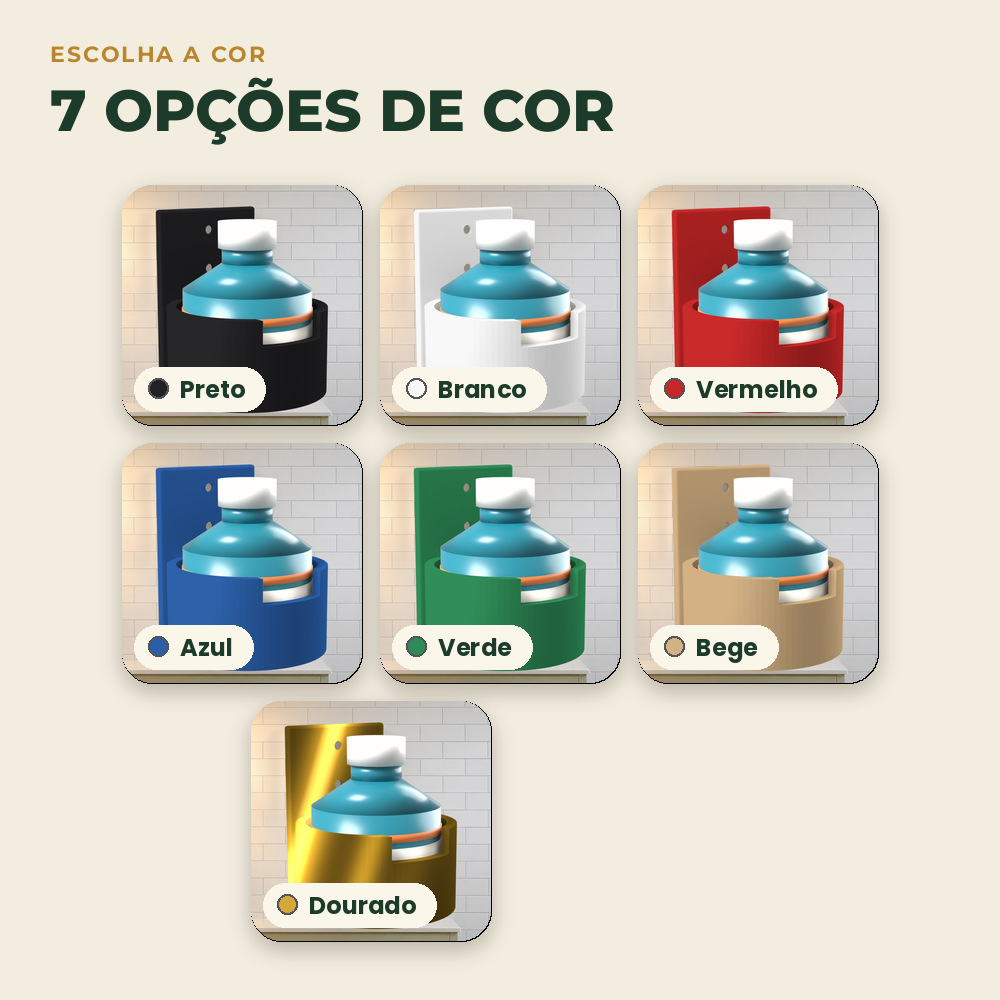 ESCOLHA A COR
7 OPÇÕES DE COR
Preto
Branco
Vermelho
Azul
Verde
Bege
Dourado